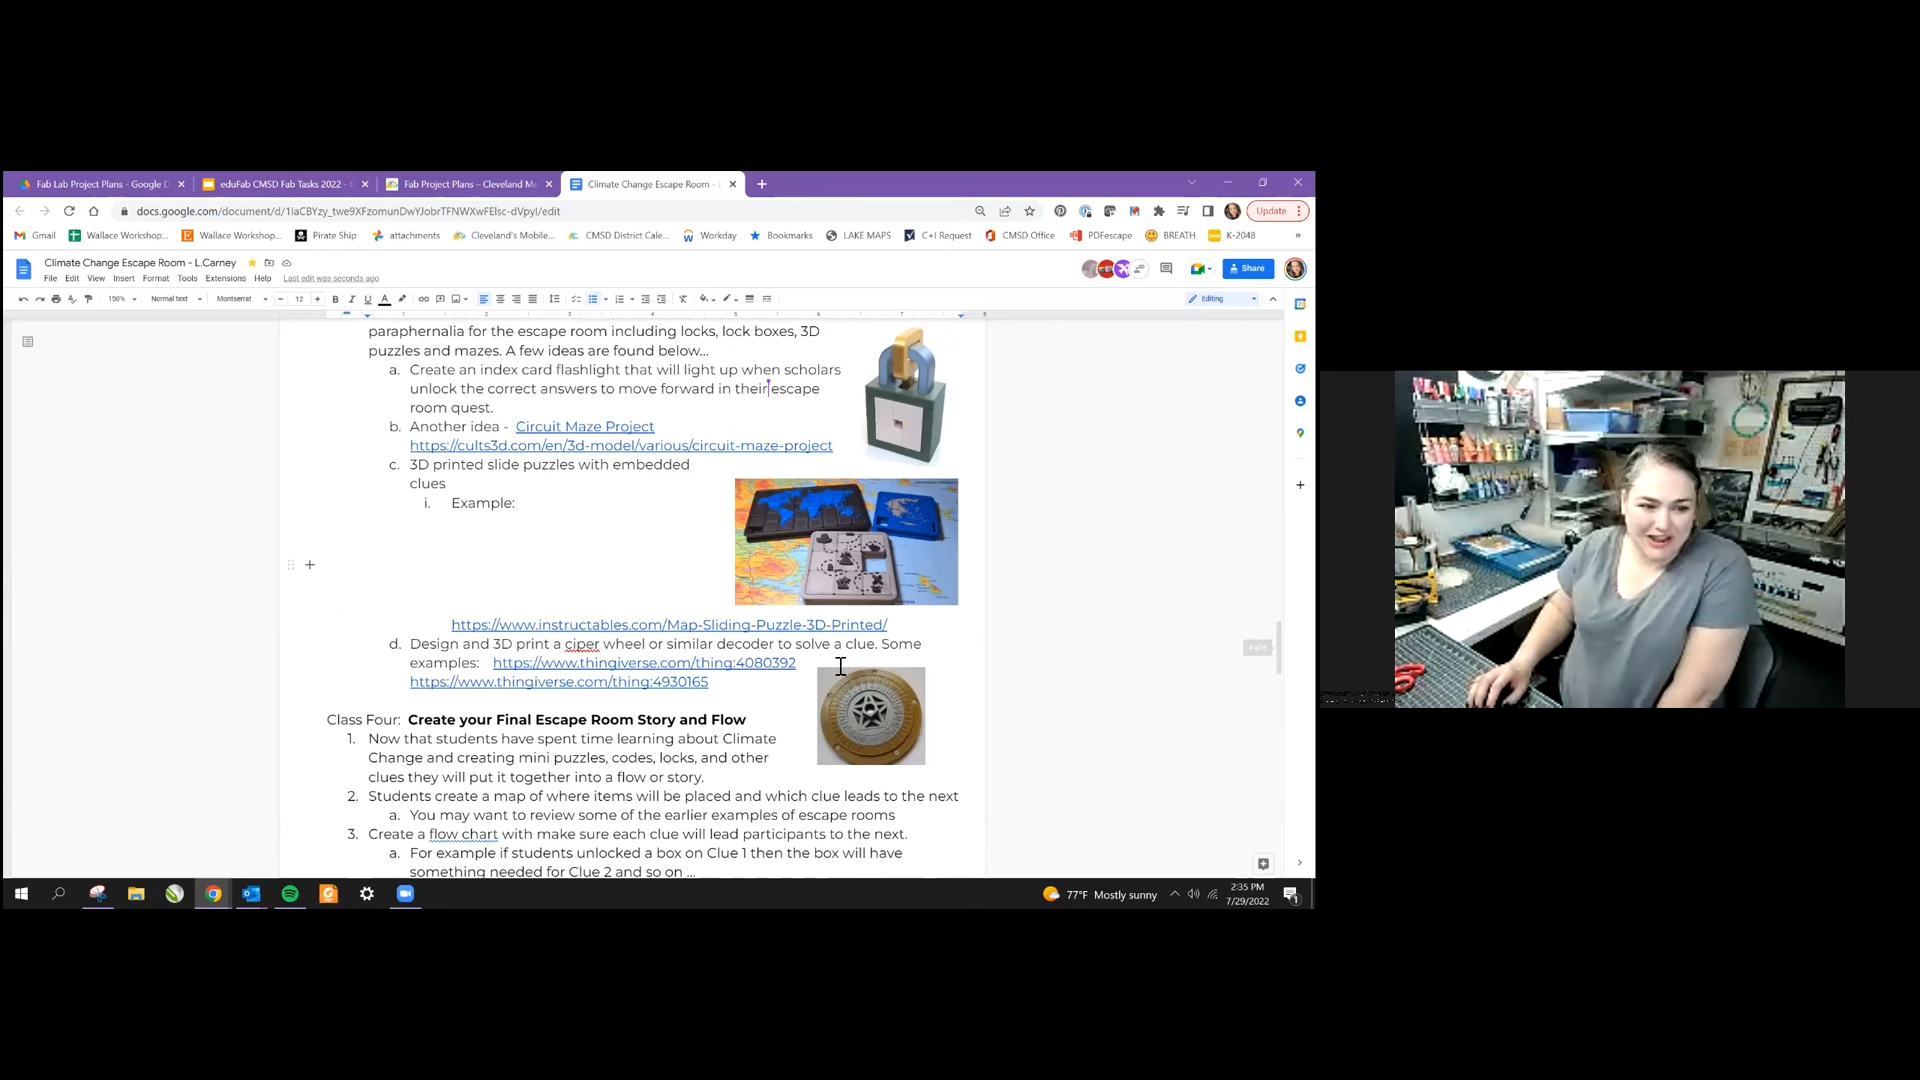 Fab Lab Project Plans - Google D
eduFab CMSD Fab Tasks 2022 - G
Fab Project Plans – Cleveland Me
Climate Change Escape Room - L
docs.google.com/document/d/1IaCBYzy_twe9XFzomunDwYJobrTFNWXwFElsc-dVpyI/edit
Update
Gmail Wallace Workshop... Wallace Workshop... Pirate Ship attachments Cleveland's Mobile... CMSD District Cale... Workday Bookmarks LAKE MAPS C+I Request CMSD Office PDFescape BREATH K-2048 »
Climate Change Escape Room - L.Carney
Share
File Edit View Insert Format Tools Extensions Help Last edit was seconds ago
150% Normal text Montserrat 12 Editing
1 2 3 4 5 6 7 8
paraphernalia for the escape room including locks, lock boxes, 3D
puzzles and mazes. A few ideas are found below...
a. Create an index card flashlight that will light up when scholars
unlock the correct answers to move forward in their escape
room quest.
b. Another idea - Circuit Maze Project
https://cults3d.com/en/3d-model/various/circuit-maze-project
c. 3D printed slide puzzles with embedded
clues
i. Example:
https://www.instructables.com/Map-Sliding-Puzzle-3D-Printed/
d. Design and 3D print a ciper wheel or similar decoder to solve a clue. Some
examples: https://www.thingiverse.com/thing:4080392
https://www.thingiverse.com/thing:4930165
4 of 6
Class Four: Create your Final Escape Room Story and Flow
1. Now that students have spent time learning about Climate
Change and creating mini puzzles, codes, locks, and other
clues they will put it together into a flow or story.
2. Students create a map of where items will be placed and which clue leads to the next
a. You may want to review some of the earlier examples of escape rooms
3. Create a flow chart with make sure each clue will lead participants to the next.
a. For example if students unlocked a box on Clue 1 then the box will have
something needed for Clue 2 and so on ...
77°F Mostly sunny
2:35 PM
7/29/2022
1